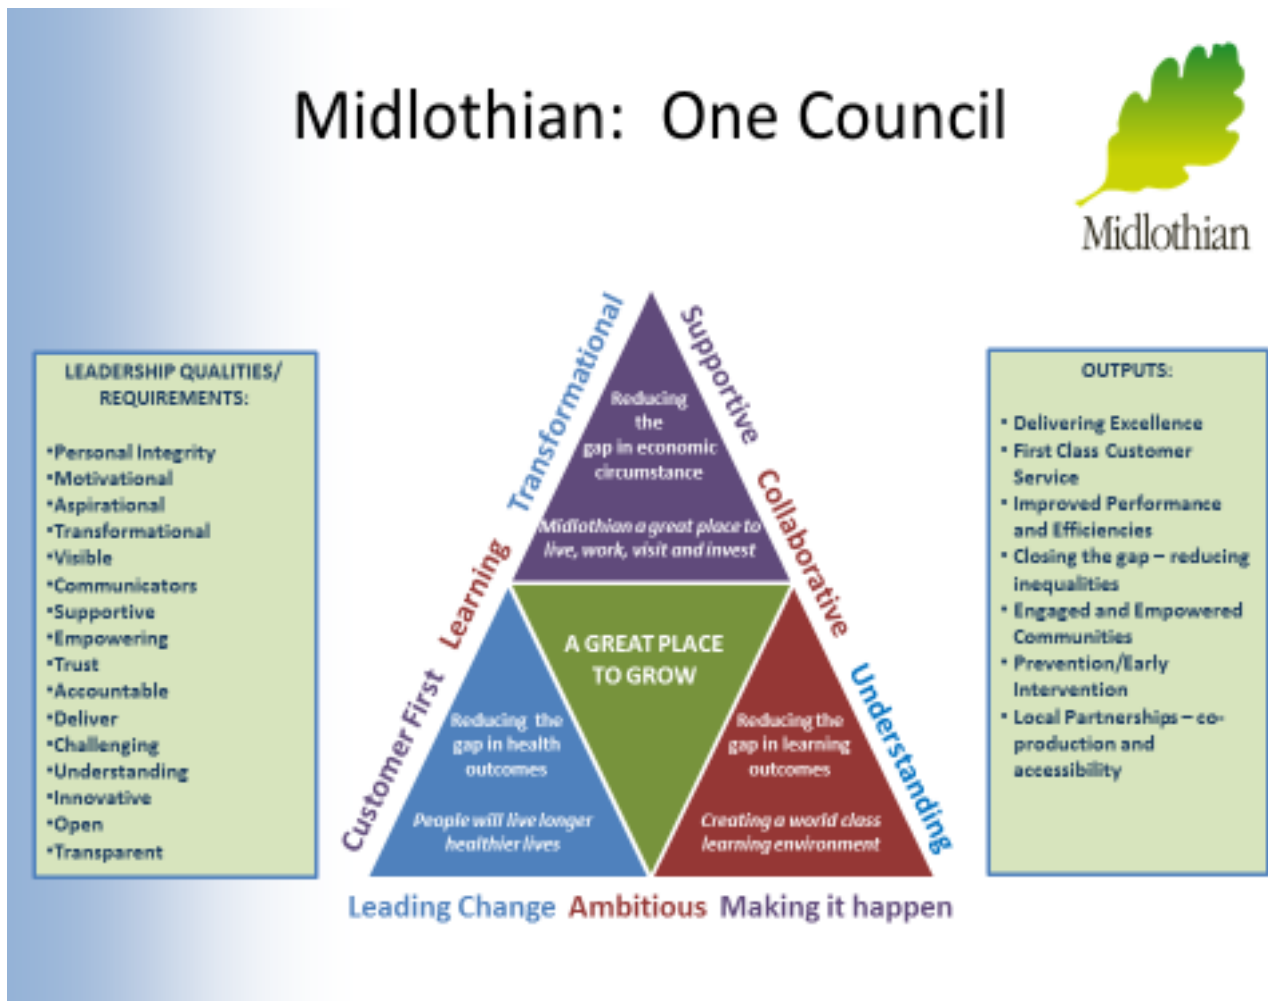 Midlothian: One Council
Midlothian
LEADERSHIP QUALITIES/
REQUIREMENTS:
•Personal Integrity
•Motivational
•Aspirational
•Transformational
•Visible
•Communicators
•Supportive
•Empowering
•Trust
•Accountable
•Deliver
•Challenging
•Understanding
•Innovative
•Open
•Transparent
Customer First
Learning
Transformational
Supportive
Collaborative
Understanding
Reducing
the
gap in economic
circumstance
Midlothian a great place to
live, work, visit and invest
A GREAT PLACE
TO GROW
Reducing the
gap in health
outcomes
People will live longer
healthier lives
Reducing the
gap in learning
outcomes
Creating a world class
learning environment
Leading Change Ambitious Making it happen
OUTPUTS:
• Delivering Excellence
• First Class Customer
Service
• Improved Performance
and Efficiencies
• Closing the gap – reducing
inequalities
• Engaged and Empowered
Communities
• Prevention/Early
Intervention
• Local Partnerships – co-
production and
accessibility